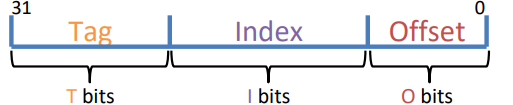 31 0
Tag Index Offset
T bits I bits O bits